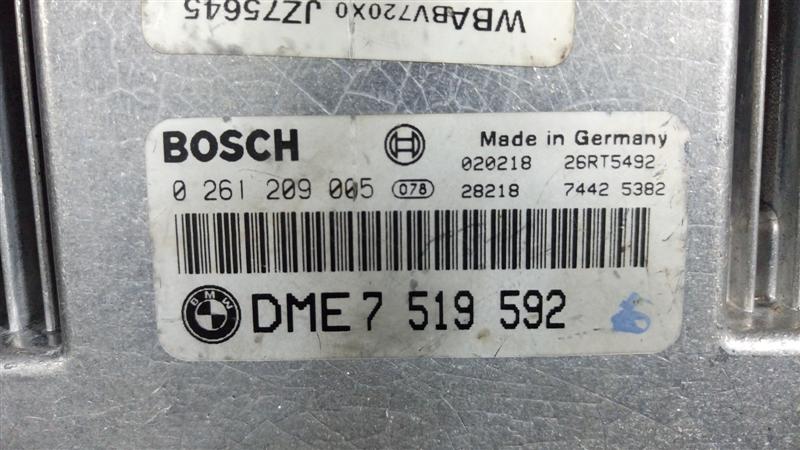 WBABV720X0 JZ75645
BOSCH Made in Germany
020218 26RT5492
0 261 209 005 078 28218 7442 5382
BMW DME 7 519 592